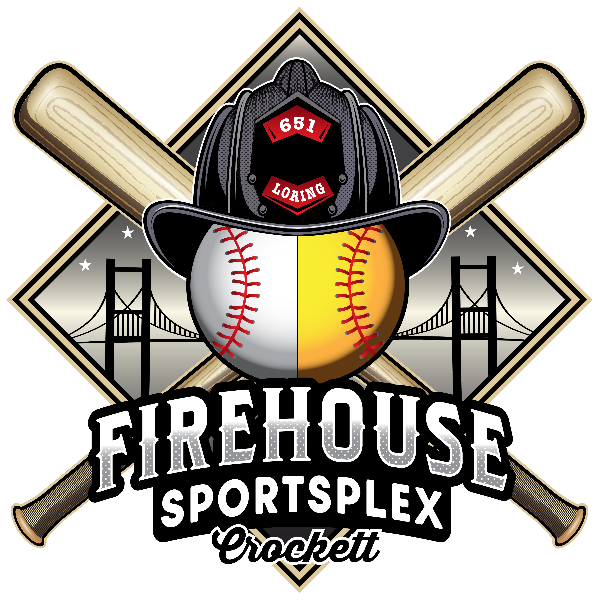 651
LORING
FIREHOUSE
SPORTSPLEX
Crockett